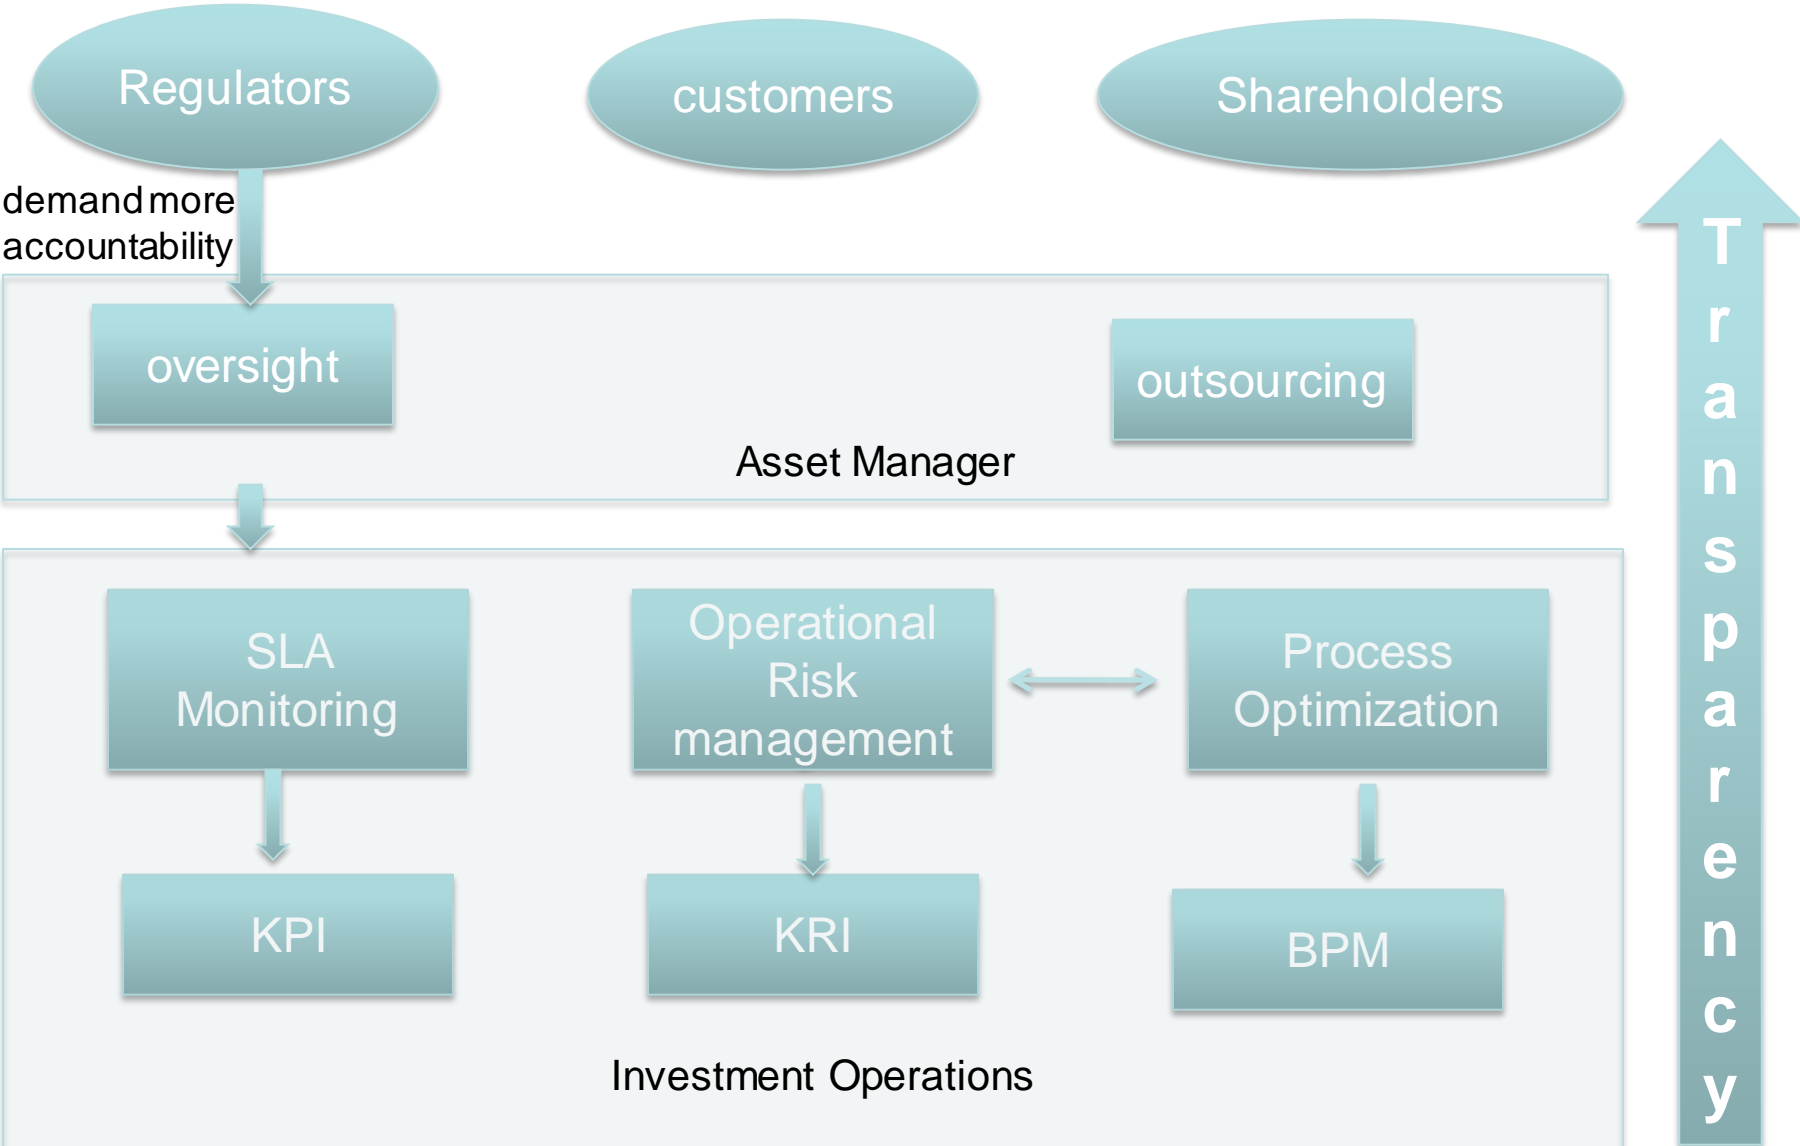 Regulators
customers
Shareholders
demand more
accountability
oversight
outsourcing
Asset Manager
SLA
Monitoring
Operational
Risk
management
Process
Optimization
KPI
KRI
BPM
Investment Operations
Transparency